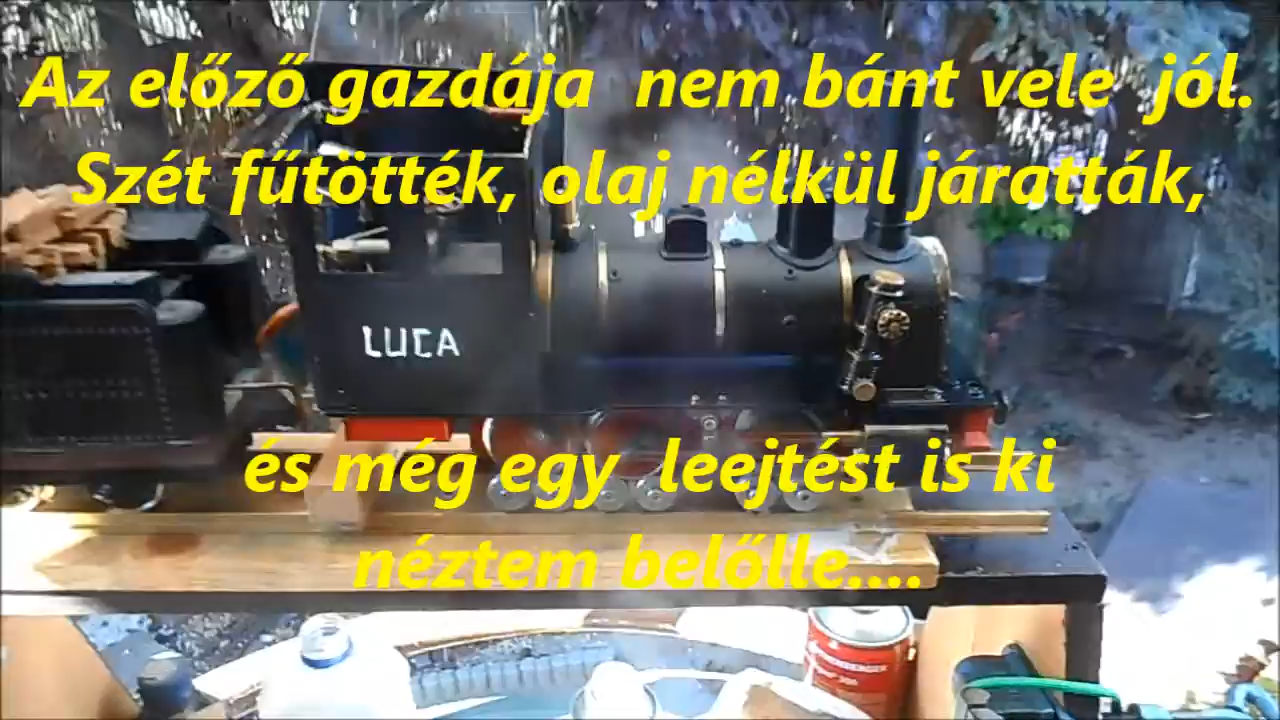 Az előző gazdája nem bánt vele jól.
Szét fűtötték, olaj nélkül járatták,
LUCA
és még egy leejtést is ki
néztem belőlle....